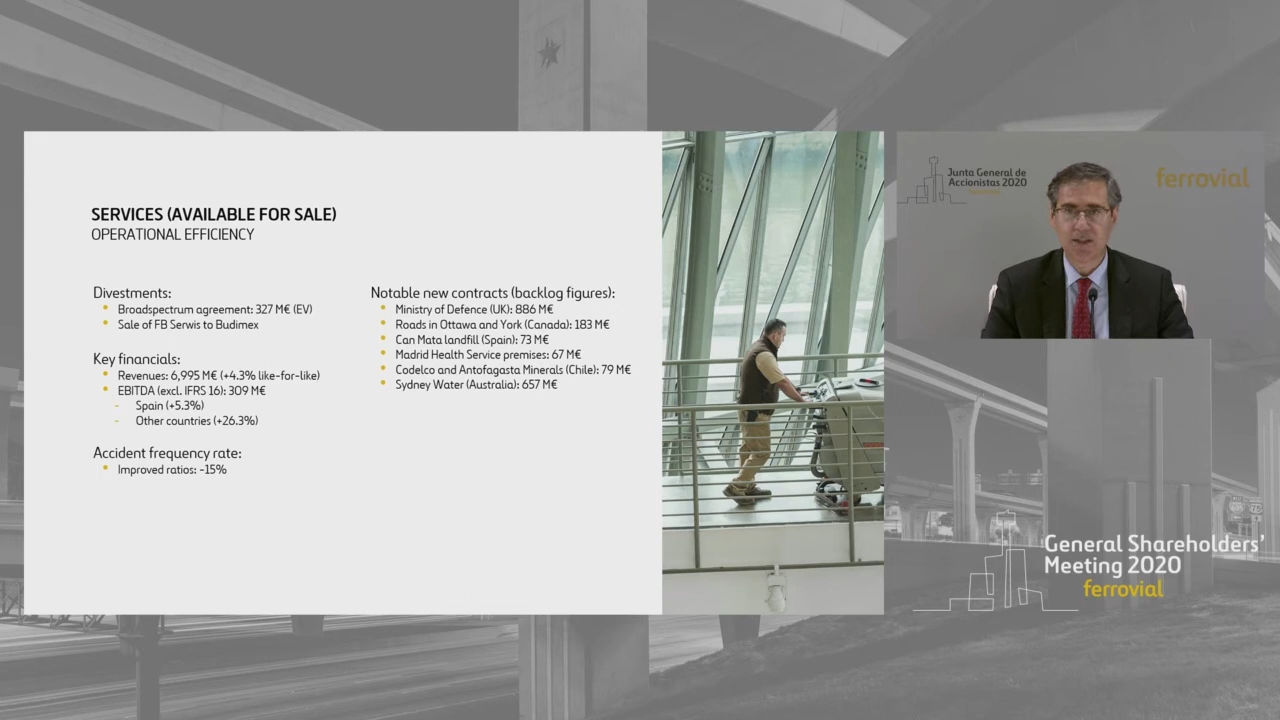 SERVICES (AVAILABLE FOR SALE)
OPERATIONAL EFFICIENCY
Divestments:
• Broadspectrum agreement: 327 M€ (EV)
• Sale of FB Serwis to Budimex
Key financials:
• Revenues: 6,995 M€ (+4.3% like-for-like)
• EBITDA (excl. IFRS 16): 309 M€
- Spain (+5.3%)
- Other countries (+26.3%)
Accident frequency rate:
• Improved ratios: -15%
Notable new contracts (backlog figures):
• Ministry of Defence (UK): 886 M€
• Roads in Ottawa and York (Canada): 183 M€
• Can Mata landfill (Spain): 73 M€
• Madrid Health Service premises: 67 M€
• Codelco and Antofagasta Minerals (Chile): 79 M€
• Sydney Water (Australia): 657 M€
Junta General de
Accionistas 2020
ferrovial
General Shareholders'
Meeting 2020
ferrovial